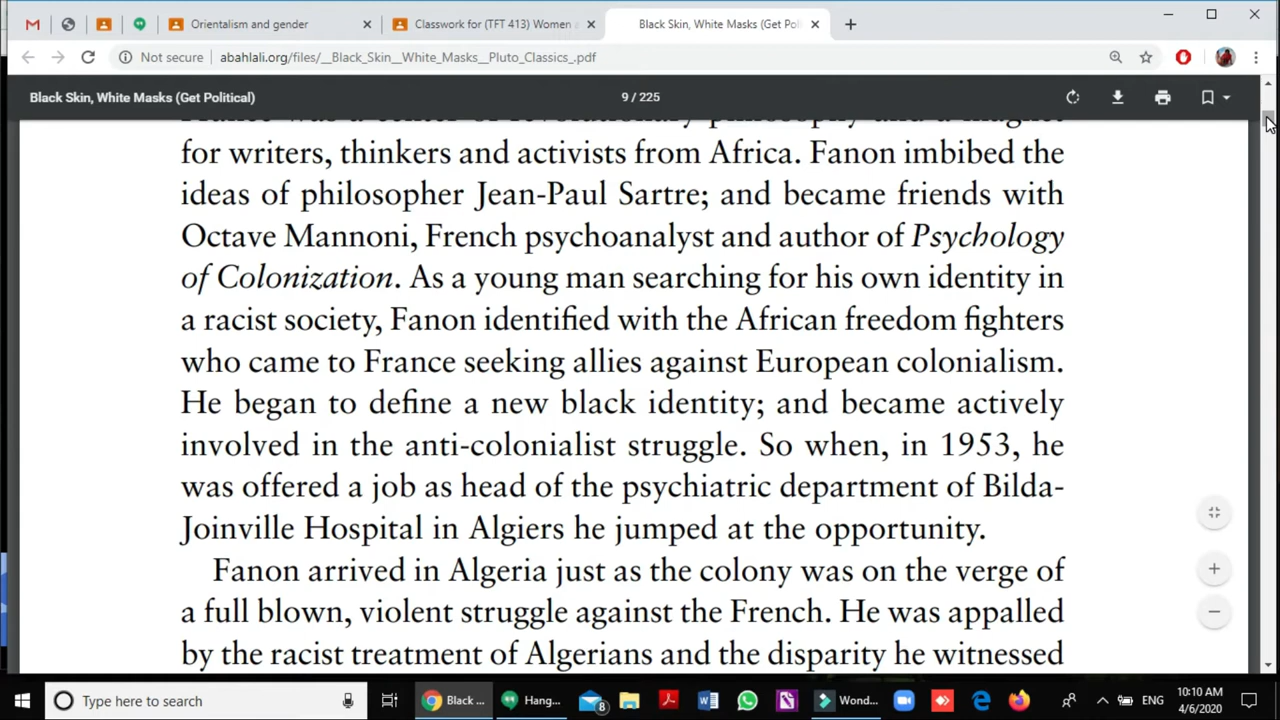 Orientalism and gender
Classwork for (TFT 413) Women a
Black Skin, White Masks (Get Pol
Not secure
abahlali.org/files/__Black_Skin__White_Masks__Pluto_Classics_.pdf
Black Skin, White Masks (Get Political)
9 / 225
France was a center of revolutionary philosophy and a magnet
for writers, thinkers and activists from Africa. Fanon imbibed the
ideas of philosopher Jean-Paul Sartre; and became friends with
Octave Mannoni, French psychoanalyst and author of Psychology
of Colonization. As a young man searching for his own identity in
a racist society, Fanon identified with the African freedom fighters
who came to France seeking allies against European colonialism.
He began to define a new black identity; and became actively
involved in the anti-colonialist struggle. So when, in 1953, he
was offered a job as head of the psychiatric department of Bilda-
Joinville Hospital in Algiers he jumped at the opportunity.
Fanon arrived in Algeria just as the colony was on the verge of
a full blown, violent struggle against the French. He was appalled
by the racist treatment of Algerians and the disparity he witnessed
Type here to search
Black ...
Hang...
8
Wond...
ENG
10:10 AM
4/6/2020